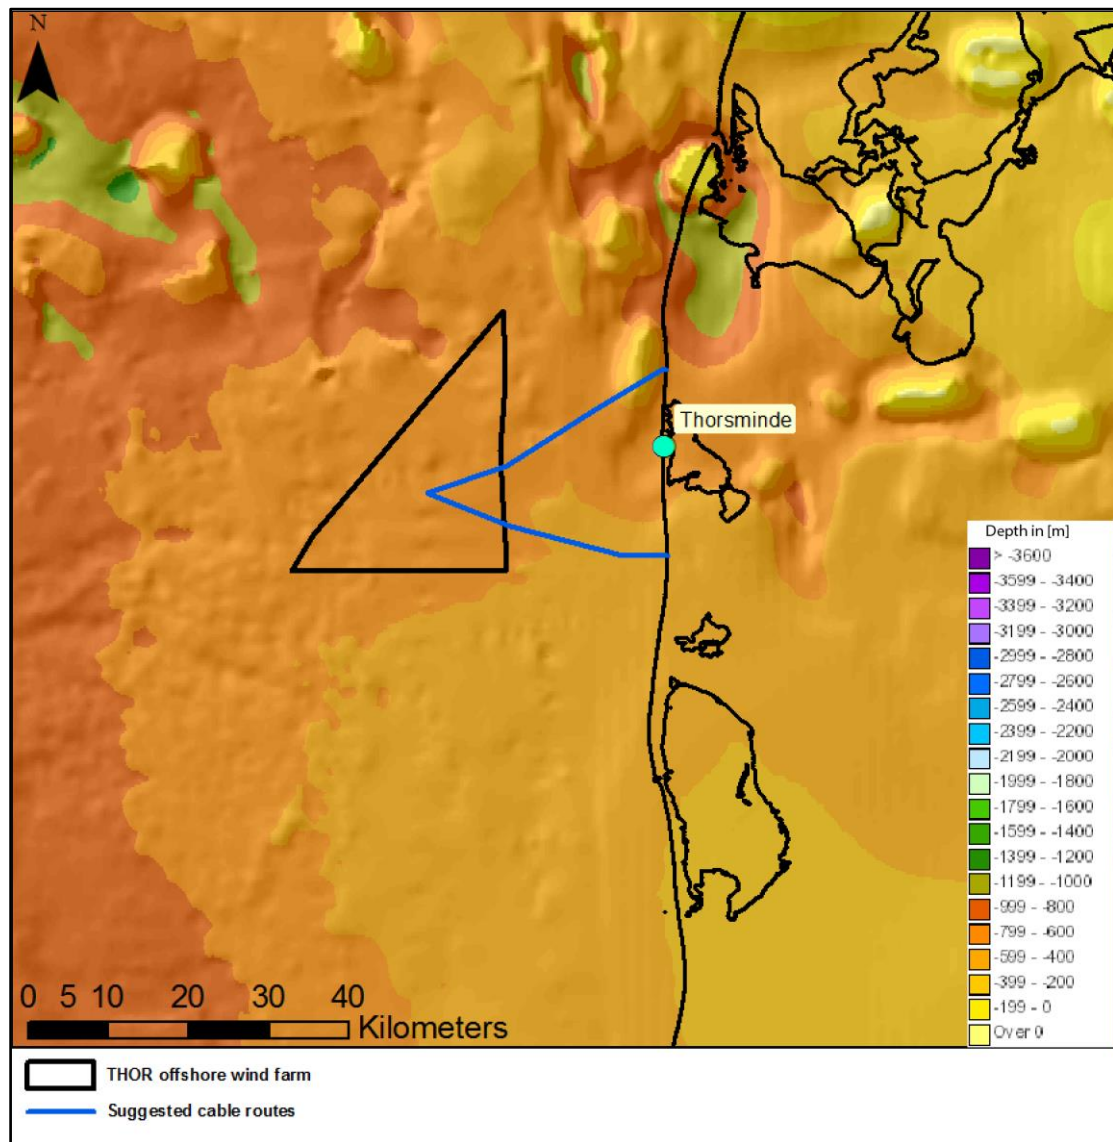 N
Thorsminde
Depth in [m]
> -3600
-3599 - -3400
-3399 - -3200
-3199 - -3000
-2999 - -2800
-2799 - -2600
-2599 - -2400
-2399 - -2200
-2199 - -2000
-1999 - -1800
-1799 - -1600
-1599 - -1400
-1399 - -1200
-1199 - -1000
-999 - -800
-799 - -600
-599 - -400
-399 - -200
-199 - 0
Over 0
0 5 10 20 30 40
Kilometers
THOR offshore wind farm
Suggested cable routes